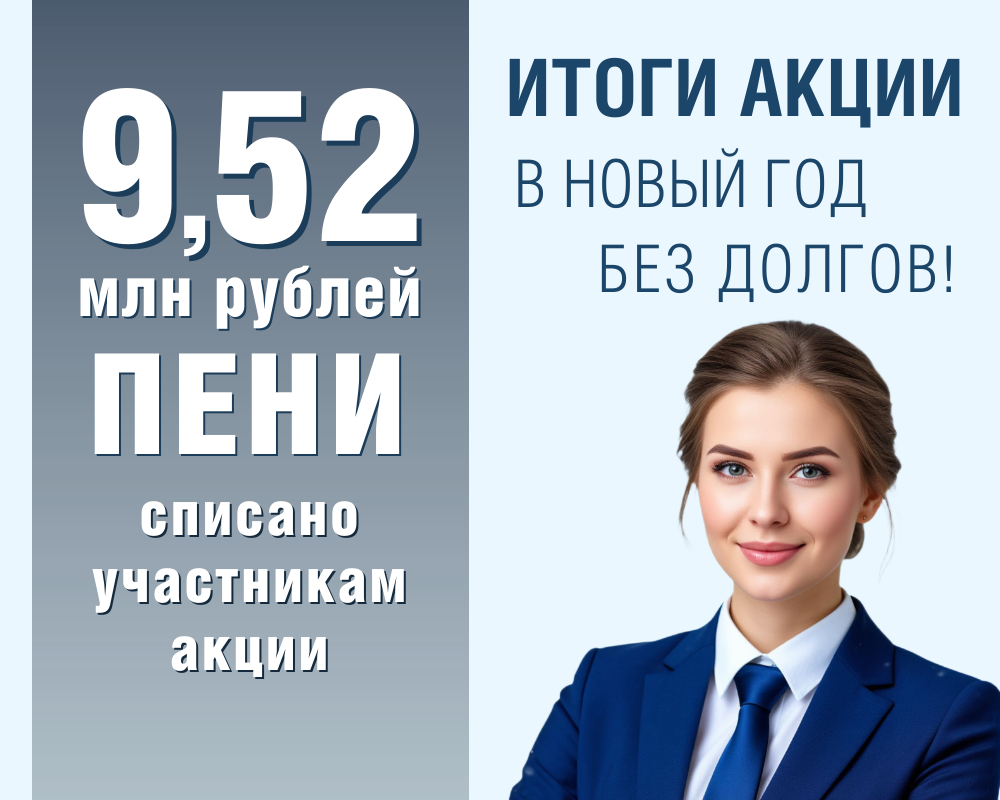 9,52
млн рублей
ПЕНИ
списано
участникам
акции
ИТОГИ АКЦИИ
В НОВЫЙ ГОД
БЕЗ ДОЛГОВ!